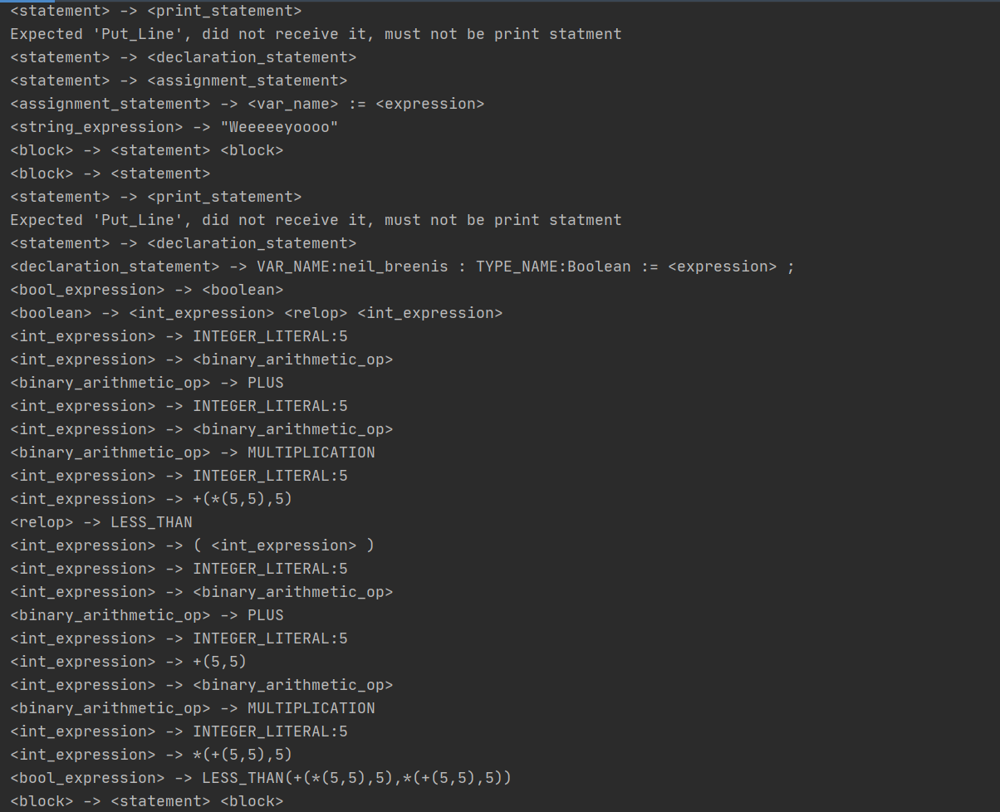 <statement> -> <print_statement>
Expected 'Put_Line', did not receive it, must not be print statment
<statement> -> <declaration_statement>
<statement> -> <assignment_statement>
<assignment_statement> -> <var_name> := <expression>
<string_expression> -> "Weeeeeyoooo"
<block> -> <statement> <block>
<block> -> <statement>
<statement> -> <print_statement>
Expected 'Put_Line', did not receive it, must not be print statment
<statement> -> <declaration_statement>
<declaration_statement> -> VAR_NAME:neil_breenis : TYPE_NAME:Boolean := <expression> ;
<bool_expression> -> <boolean>
<boolean> -> <int_expression> <relop> <int_expression>
<int_expression> -> INTEGER_LITERAL:5
<int_expression> -> <binary_arithmetic_op>
<binary_arithmetic_op> -> PLUS
<int_expression> -> INTEGER_LITERAL:5
<int_expression> -> <binary_arithmetic_op>
<binary_arithmetic_op> -> MULTIPLICATION
<int_expression> -> INTEGER_LITERAL:5
<int_expression> -> +(*(5,5),5)
<relop> -> LESS_THAN
<int_expression> -> ( <int_expression> )
<int_expression> -> INTEGER_LITERAL:5
<int_expression> -> <binary_arithmetic_op>
<binary_arithmetic_op> -> PLUS
<int_expression> -> INTEGER_LITERAL:5
<int_expression> -> +(5,5)
<int_expression> -> <binary_arithmetic_op>
<binary_arithmetic_op> -> MULTIPLICATION
<int_expression> -> INTEGER_LITERAL:5
<int_expression> -> *(+(5,5),5)
<bool_expression> -> LESS_THAN(+(*(5,5),5),*(+(5,5),5))
<block> -> <statement> <block>